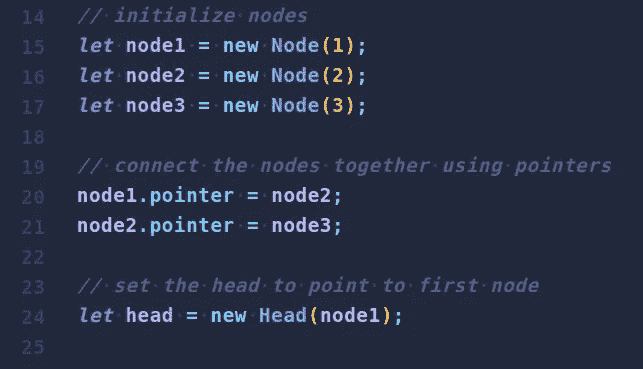 14 // initialize nodes
15 let node1 = new Node(1);
16 let node2 = new Node(2);
17 let node3 = new Node(3);
18
19 // connect the nodes together using pointers
20 node1.pointer = node2;
21 node2.pointer = node3;
22
23 // set the head to point to first node
24 let head = new Head(node1);
25